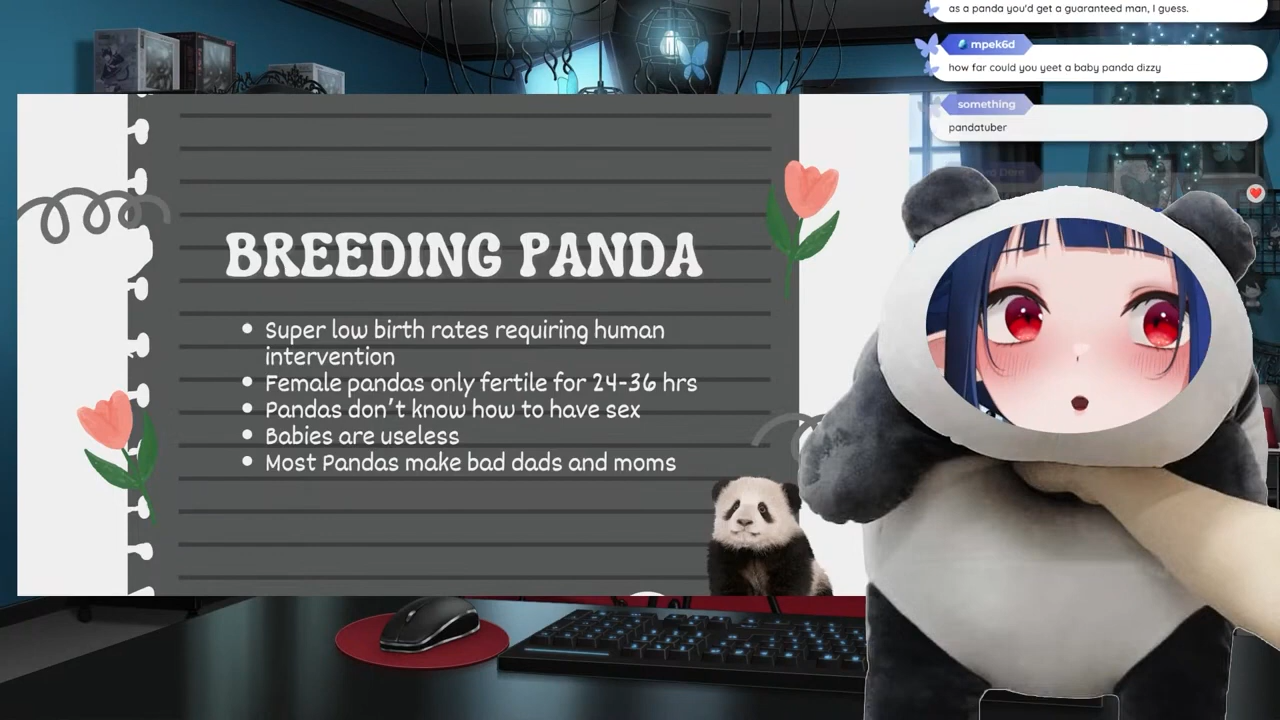 as a panda you'd get a guaranteed man, I guess.
mpek6d
how far could you yeet a baby panda dizzy
something
pandatuber
BREEDING PANDA
Super low birth rates requiring human
intervention
Female pandas only fertile for 24-36 hrs
Pandas don't know how to have sex
Babies are useless
Most Pandas make bad dads and moms